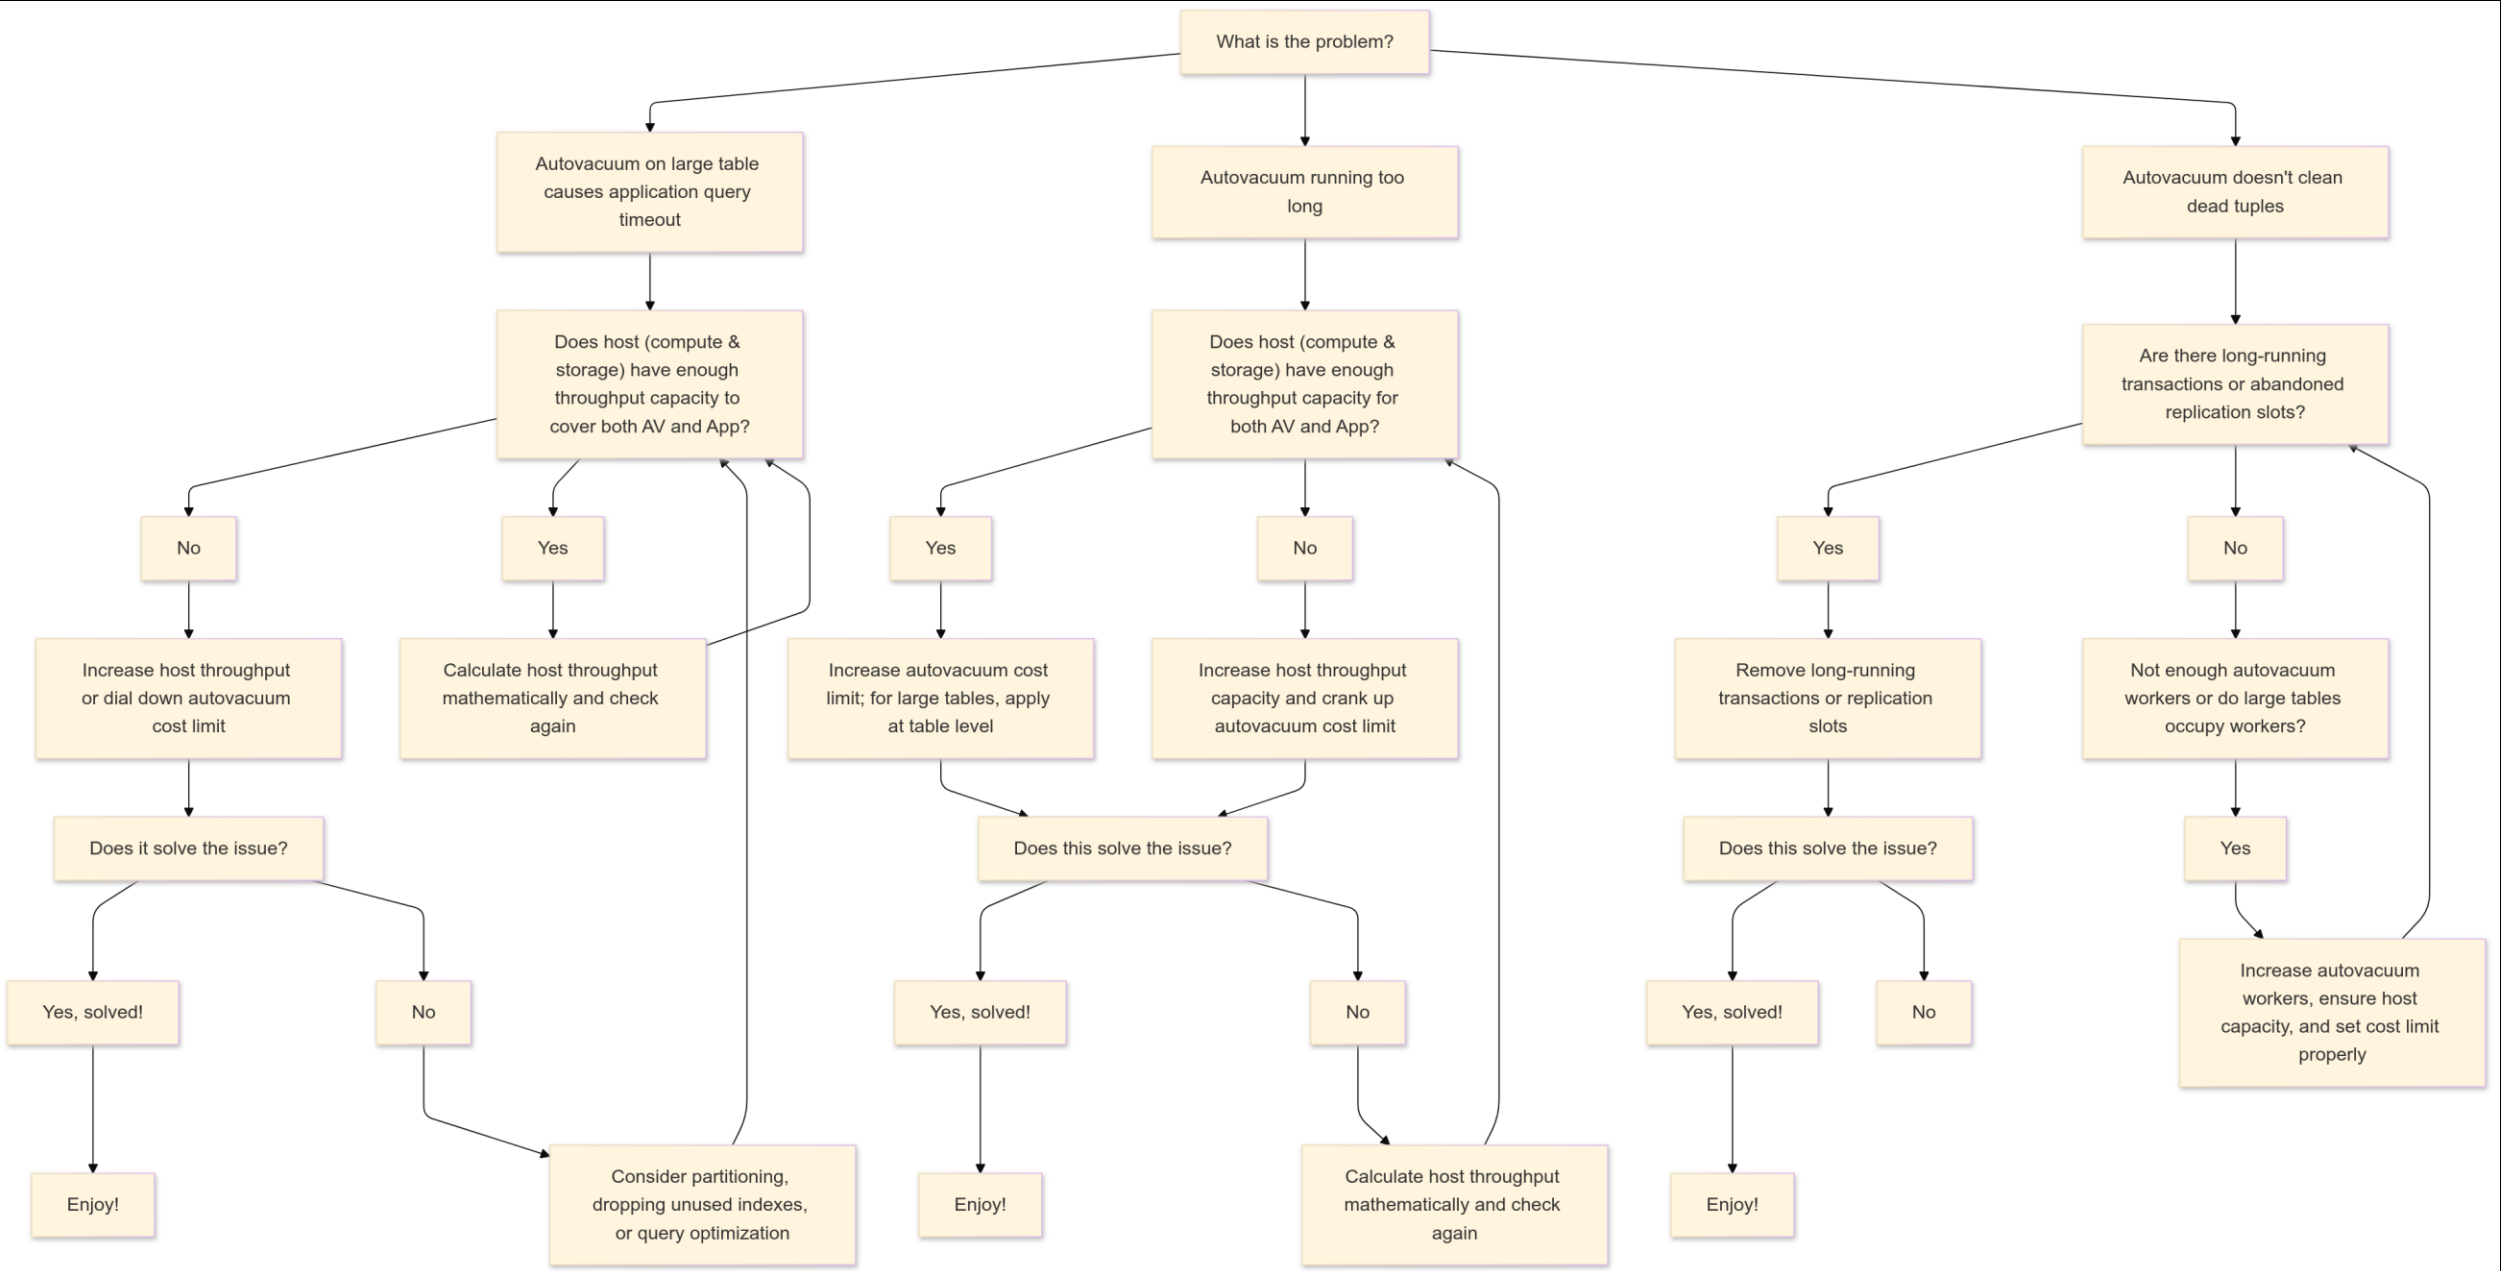 What is the problem?
Autovacuum on large table
causes application query
timeout
Autovacuum running too
long
Autovacuum doesn't clean
dead tuples
Does host (compute &
storage) have enough
throughput capacity to
cover both AV and App?
Does host (compute &
storage) have enough
throughput capacity for
both AV and App?
Are there long-running
transactions or abandoned
replication slots?
No
Yes
Yes
No
Yes
No
Increase host throughput
or dial down autovacuum
cost limit
Calculate host throughput
mathematically and check
again
Increase autovacuum cost
limit; for large tables, apply
at table level
Increase host throughput
capacity and crank up
autovacuum cost limit
Remove long-running
transactions or replication
slots
Not enough autovacuum
workers or do large tables
occupy workers?
Does it solve the issue?
Does this solve the issue?
Does this solve the issue?
Yes
Yes, solved!
No
Yes, solved!
No
Yes, solved!
No
Increase autovacuum
workers, ensure host
capacity, and set cost limit
properly
Enjoy!
Consider partitioning,
dropping unused indexes,
or query optimization
Enjoy!
Calculate host throughput
mathematically and check
again
Enjoy!